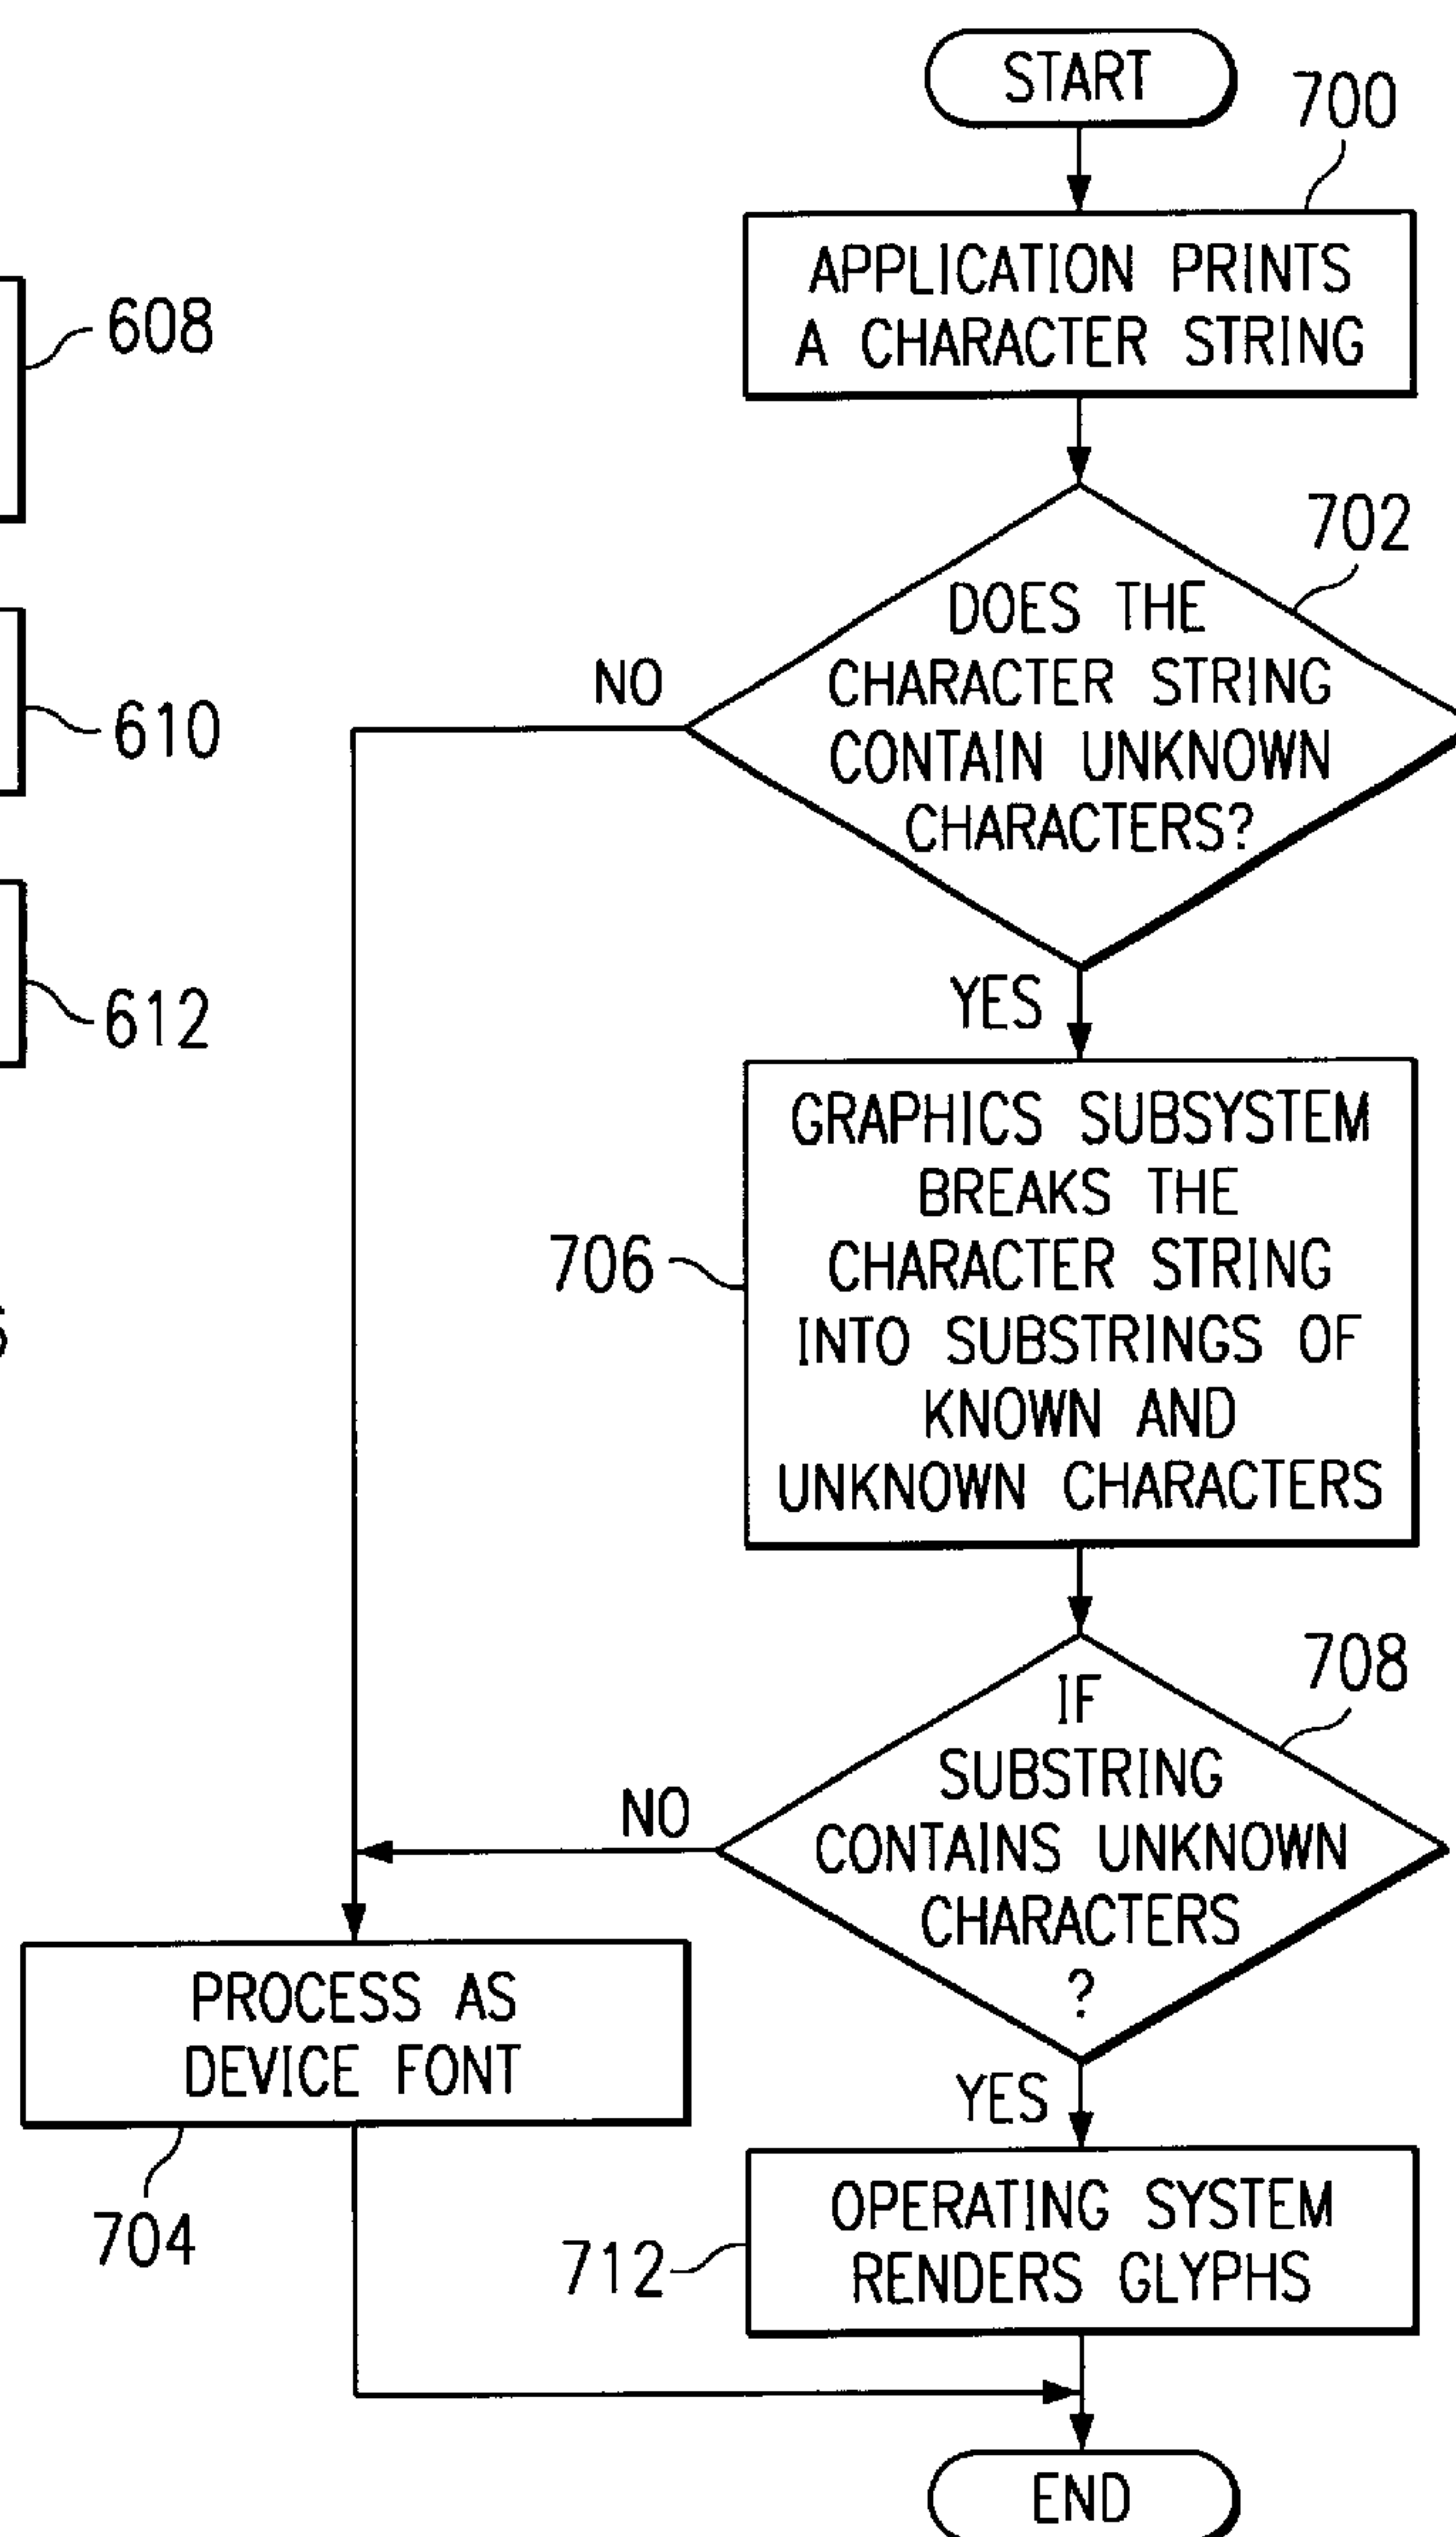 START
700
APPLICATION PRINTS
A CHARACTER STRING
608
702
DOES THE
CHARACTER STRING
CONTAIN UNKNOWN
CHARACTERS?
NO
610
YES
612
GRAPHICS SUBSYSTEM
BREAKS THE
CHARACTER STRING
INTO SUBSTRINGS OF
KNOWN AND
UNKNOWN CHARACTERS
706
708
IF
SUBSTRING
CONTAINS UNKNOWN
CHARACTERS
?
NO
PROCESS AS
DEVICE FONT
704
YES
OPERATING SYSTEM
RENDERS GLYPHS
712
END